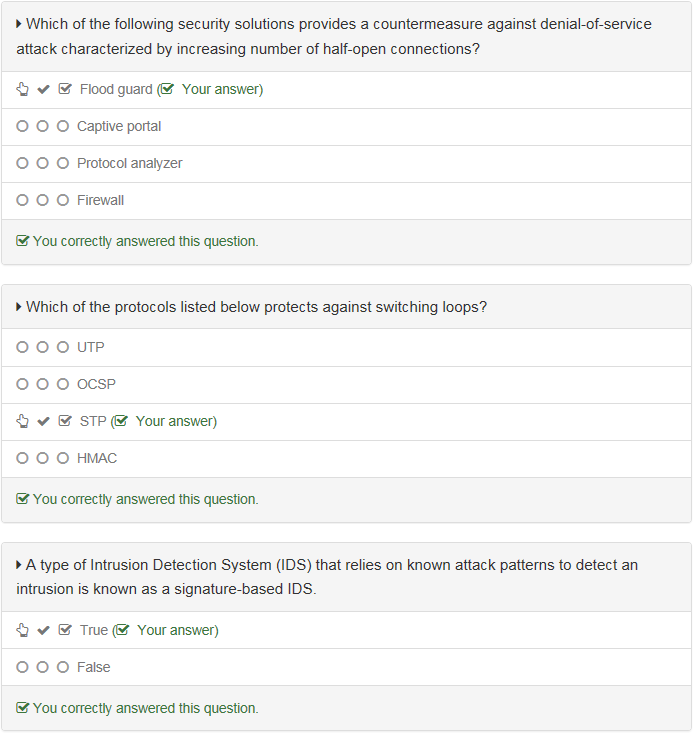 Which of the following security solutions provides a countermeasure against denial-of-service
attack characterized by increasing number of half-open connections?
Flood guard ( Your answer)
Captive portal
Protocol analyzer
Firewall
You correctly answered this question.
Which of the protocols listed below protects against switching loops?
UTP
OCSP
STP ( Your answer)
HMAC
You correctly answered this question.
A type of Intrusion Detection System (IDS) that relies on known attack patterns to detect an
intrusion is known as a signature-based IDS.
True ( Your answer)
False
You correctly answered this question.